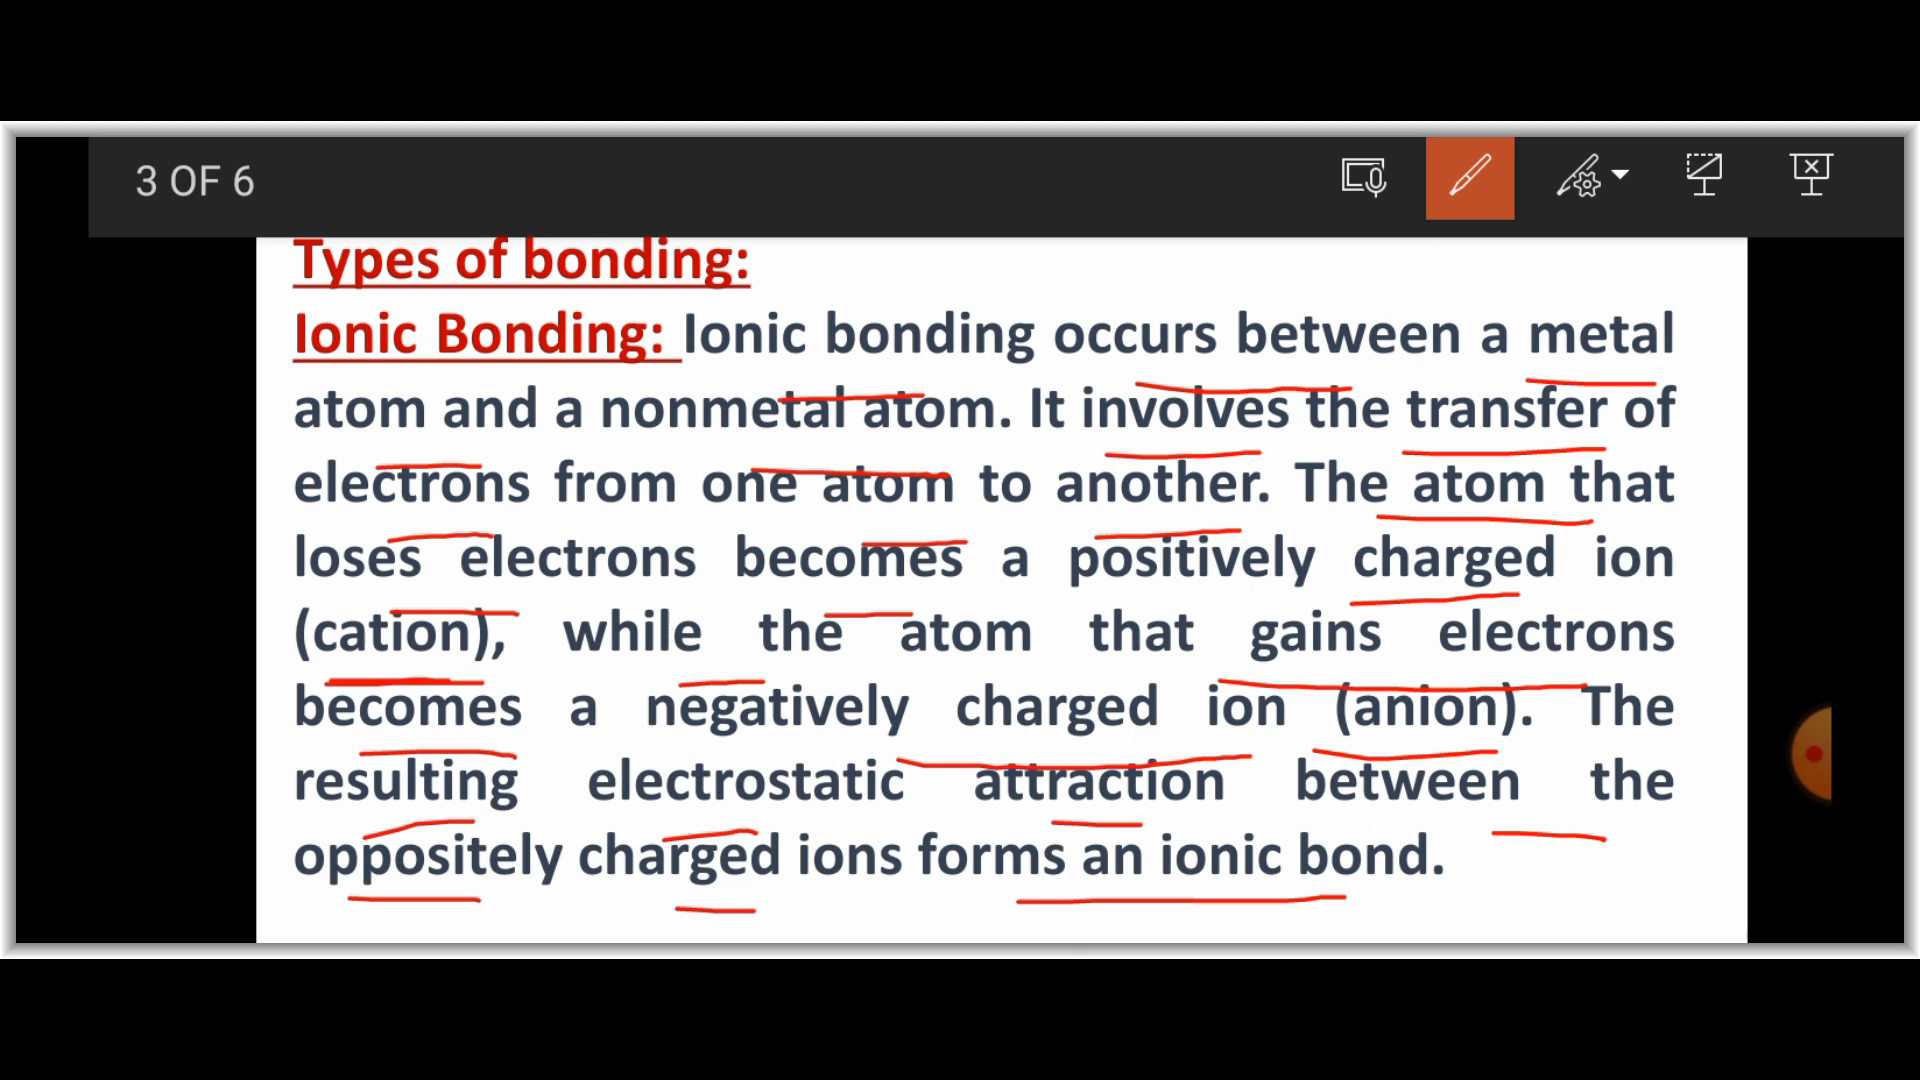 3 OF 6
Types of bonding:
Ionic Bonding: Ionic bonding occurs between a metal
atom and a nonmetal atom. It involves the transfer of
electrons from one atom to another. The atom that
loses electrons becomes a positively charged ion
(cation), while the atom that gains electrons
becomes a negatively charged ion (anion). The
resulting electrostatic attraction between the
oppositely charged ions forms an ionic bond.